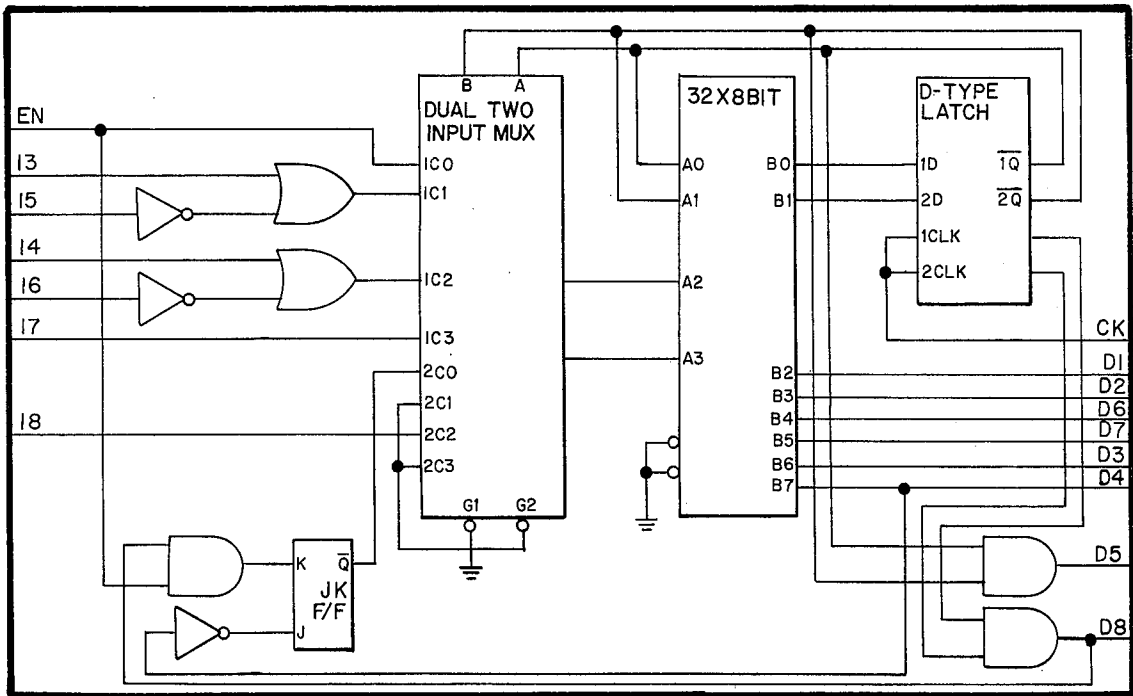 EN
I3
I5
I4
I6
I7
I8
B A
DUAL TWO
INPUT MUX
1C0
1C1
1C2
1C3
2C0
2C1
2C2
2C3
G1 G2
32X8BIT
A0
A1
A2
A3
B0
B1
B2
B3
B4
B5
B6
B7
D-TYPE
LATCH
1D
2D
1CLK
2CLK
1Q
2Q
CK
D1
D2
D6
D7
D3
D4
D5
D8
K Q
JK
F/F
J